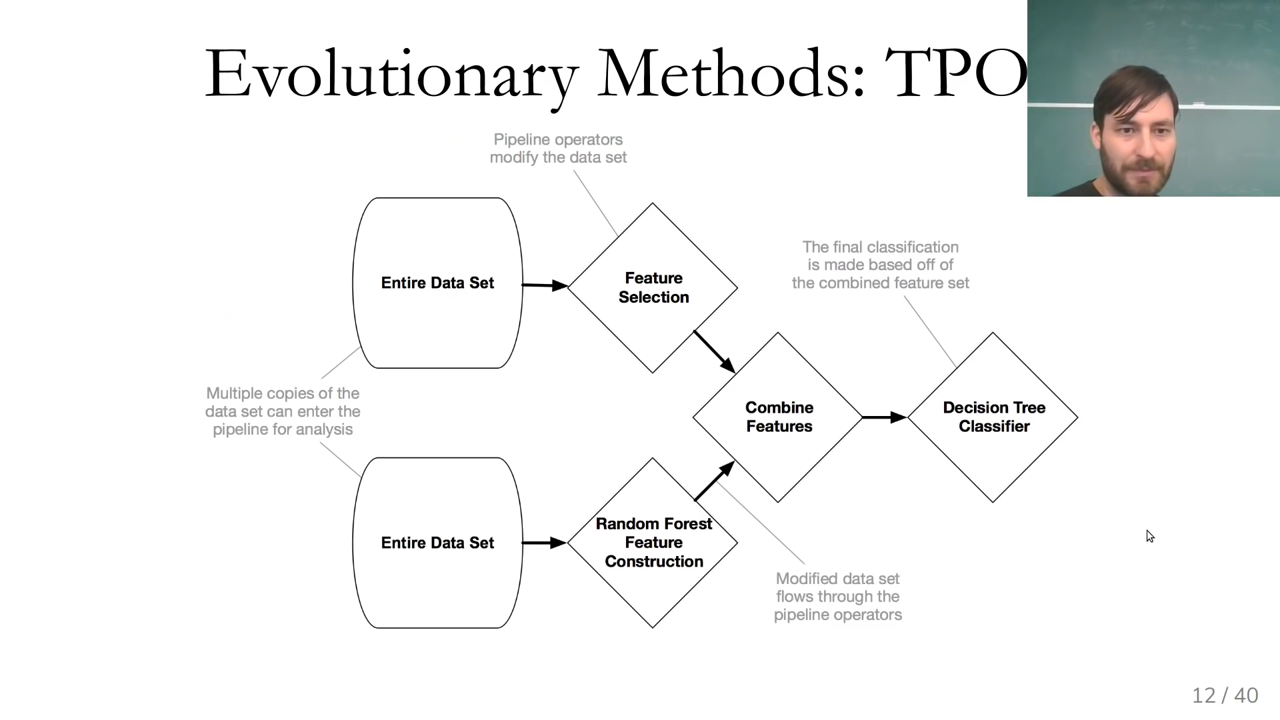 Evolutionary Methods: TPO
Pipeline operators
modify the data set
Entire Data Set
Feature
Selection
The final classification
is made based off of
the combined feature set
Multiple copies of the
data set can enter the
pipeline for analysis
Combine
Features
Decision Tree
Classifier
Entire Data Set
Random Forest
Feature
Construction
Modified data set
flows through the
pipeline operators
12 / 40